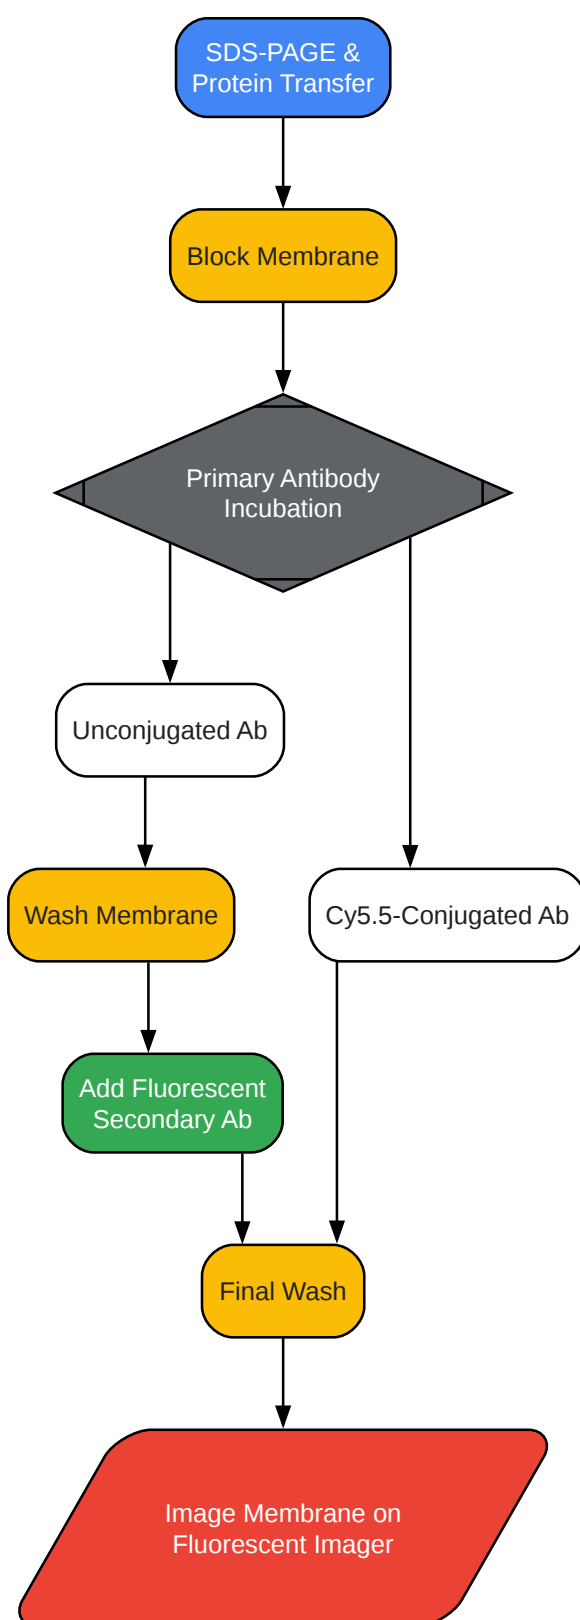 SDS-PAGE &
Protein Transfer
Block Membrane
Primary Antibody
Incubation
Unconjugated Ab
Wash Membrane
Cy5.5-Conjugated Ab
Add Fluorescent
Secondary Ab
Final Wash
Image Membrane on
Fluorescent Imager